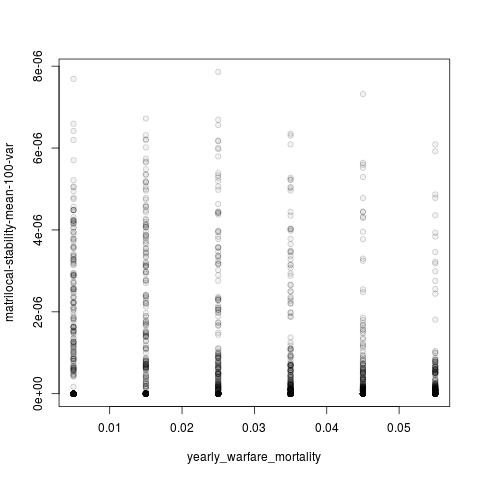 8e-06
6e-06
4e-06
2e-06
0e+00
matrilocal-stability-mean-100-var
0.01 0.02 0.03 0.04 0.05
yearly_warfare_mortality